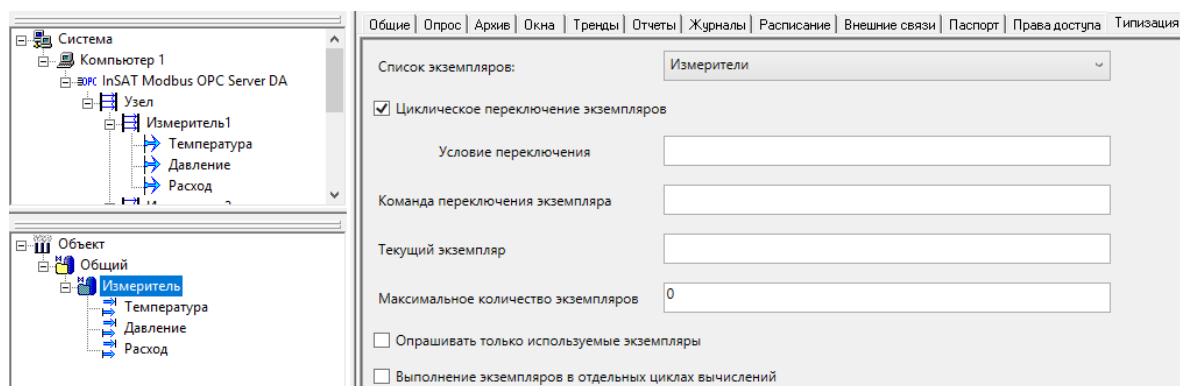 Общие Опрос Архив Окна Тренды Отчеты Журналы Расписание Внешние связи Паспорт Права доступа Типизация
Система
Компьютер 1
OPC InSAT Modbus OPC Server DA
Узел
Измеритель1
Температура
Давление
Расход
Объект
Общий
Измеритель
Температура
Давление
Расход
Список экземпляров: Измерители
Циклическое переключение экземпляров
Условие переключения
Команда переключения экземпляра
Текущий экземпляр
Максимальное количество экземпляров 0
Опрашивать только используемые экземпляры
Выполнение экземпляров в отдельных циклах вычислений